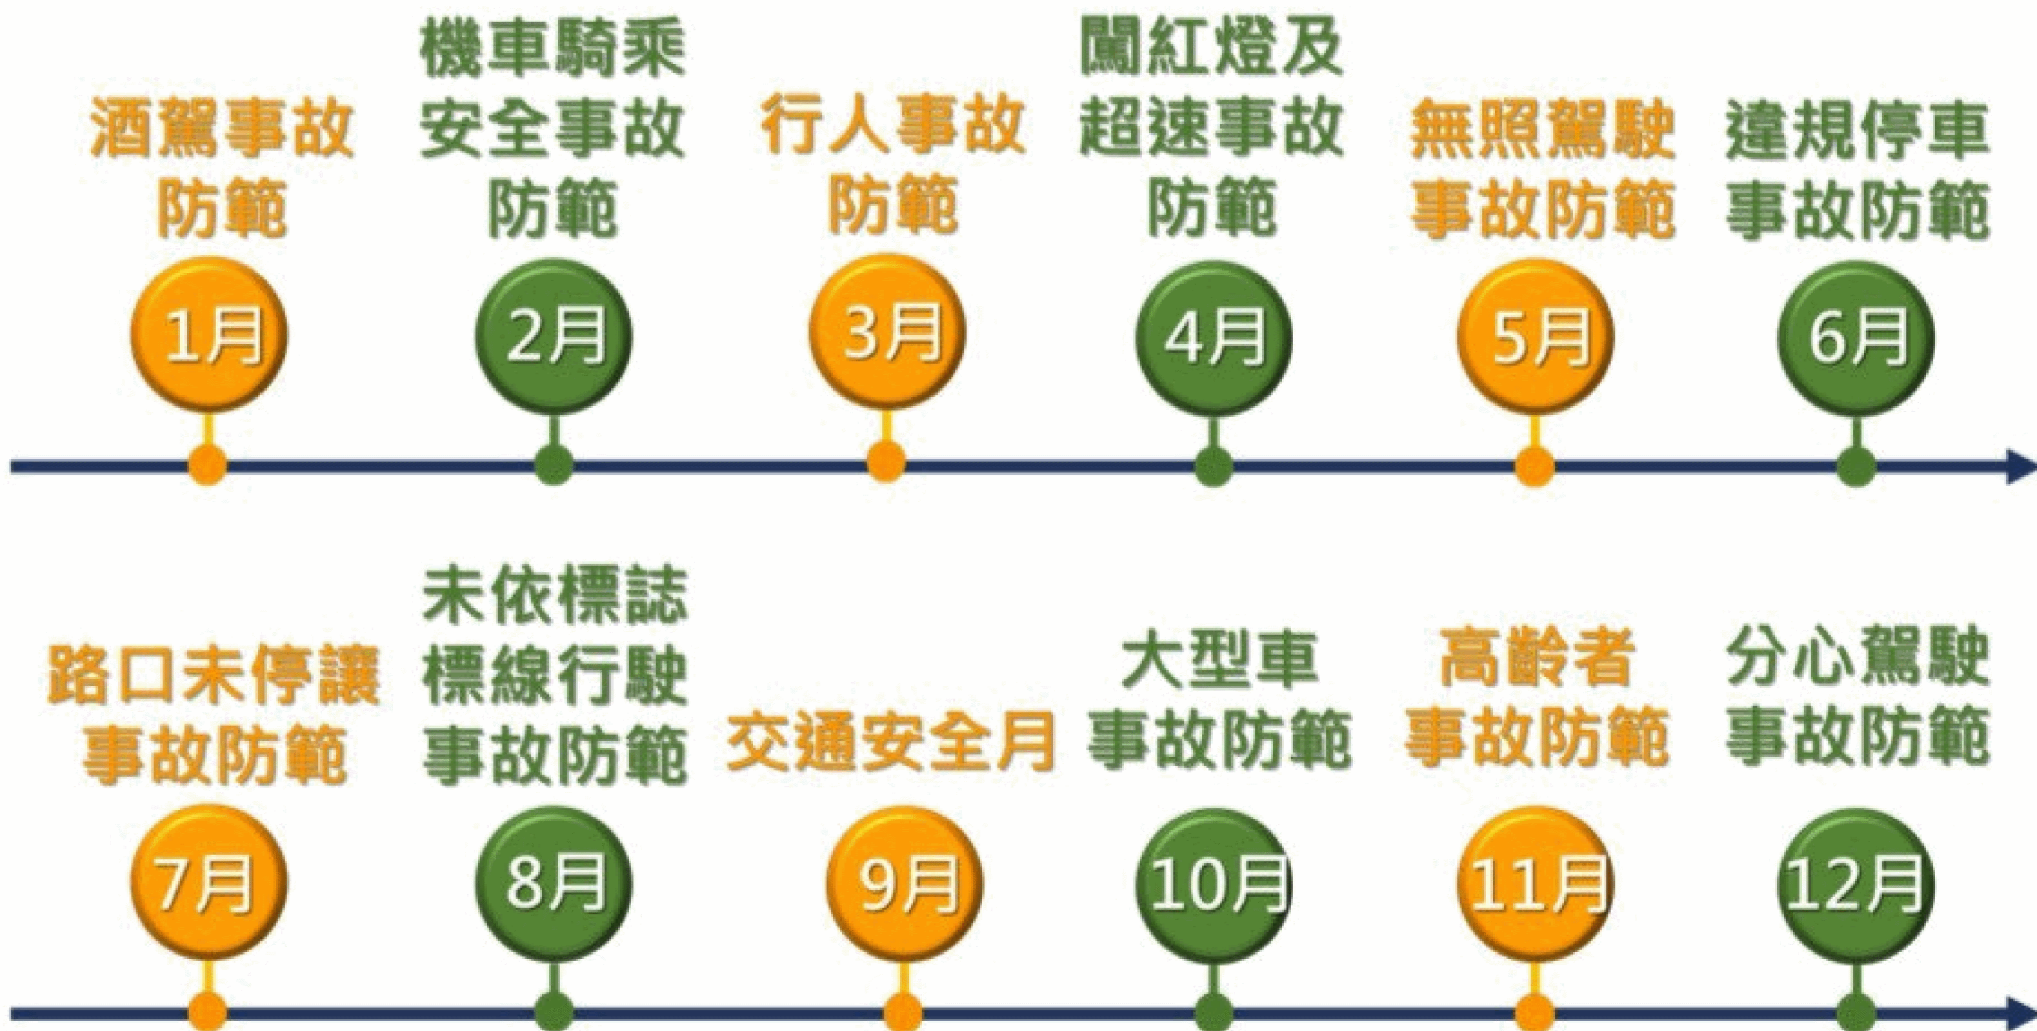 酒駕事故
防範
1月
機車騎乘
安全事故
防範
2月
行人事故
防範
3月
闖紅燈及
超速事故
防範
4月
無照駕駛
事故防範
5月
違規停車
事故防範
6月
路口未停讓
事故防範
7月
未依標誌
標線行駛
事故防範
8月
交通安全月
9月
大型車
事故防範
10月
高齡者
事故防範
11月
分心駕駛
事故防範
12月